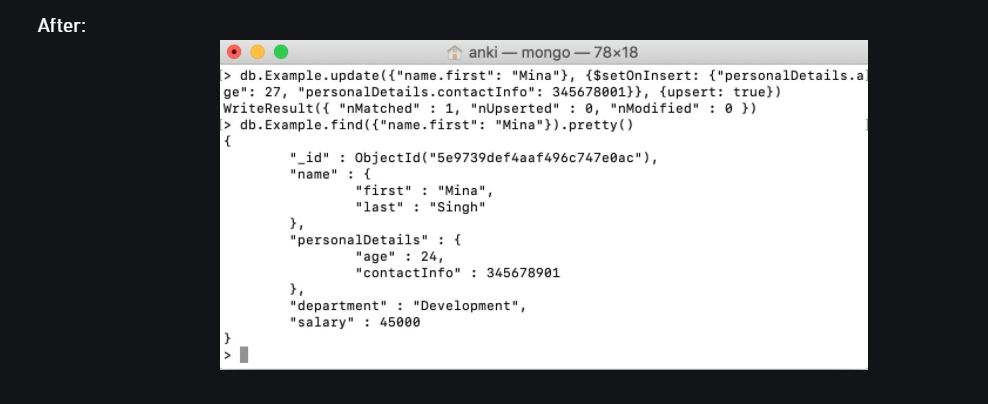 After:
anki — mongo — 78×18
[> db.Example.update({"name.first": "Mina"}, {$setOnInsert: {"personalDetails.a]
ge": 27, "personalDetails.contactInfo": 345678001}}, {upsert: true})
WriteResult({ "nMatched" : 1, "nUpserted" : 0, "nModified" : 0 })
[> db.Example.find({"name.first": "Mina"}).pretty() ]
{
"_id" : ObjectId("5e9739def4aaf496c747e0ac"),
"name" : {
"first" : "Mina",
"last" : "Singh"
},
"personalDetails" : {
"age" : 24,
"contactInfo" : 345678901
},
"department" : "Development",
"salary" : 45000
}
>